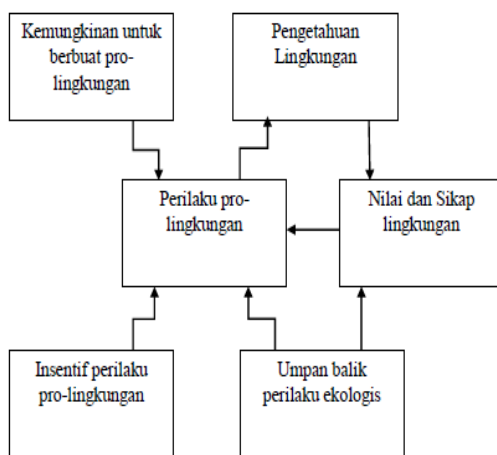 Kemungkinan untuk
berbuat pro-
lingkungan
Pengetahuan
Lingkungan
Perilaku pro-
lingkungan
Nilai dan Sikap
lingkungan
Insentif perilaku
pro-lingkungan
Umpan balik
perilaku ekologis